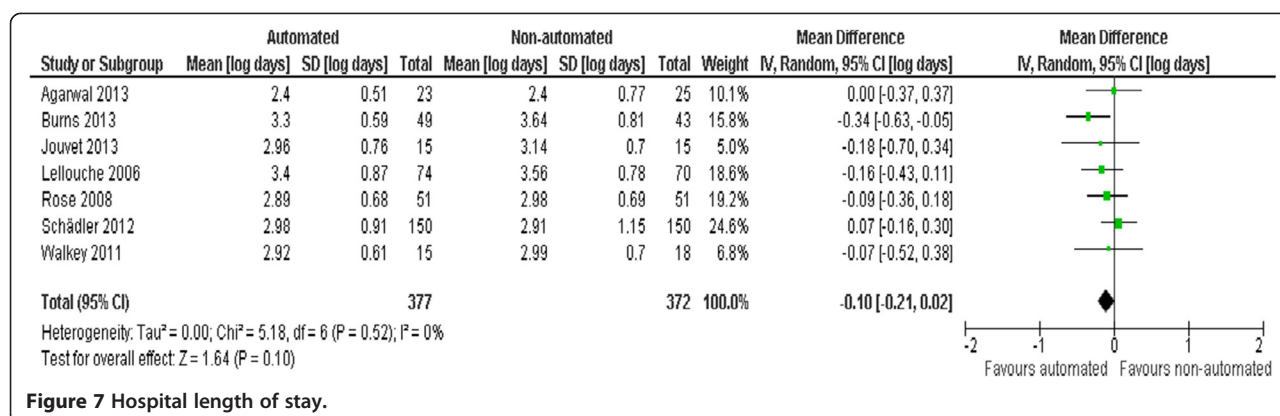 Automated Non-automated Mean Difference Mean Difference
Study or Subgroup Mean [log days] SD [log days] Total Mean [log days] SD [log days] Total Weight IV, Random, 95% CI [log days] IV, Random, 95% CI [log days]
Agarwal 2013 2.4 0.51 23 2.4 0.77 25 10.1% 0.00 [-0.37, 0.37]
Burns 2013 3.3 0.59 49 3.64 0.81 43 15.8% -0.34 [-0.63, -0.05]
Jouvet 2013 2.96 0.76 15 3.14 0.7 15 5.0% -0.18 [-0.70, 0.34]
Lellouche 2006 3.4 0.87 74 3.56 0.78 70 18.6% -0.16 [-0.43, 0.11]
Rose 2008 2.89 0.68 51 2.98 0.69 51 19.2% -0.09 [-0.36, 0.18]
Schädler 2012 2.98 0.91 150 2.91 1.15 150 24.6% 0.07 [-0.16, 0.30]
Walkey 2011 2.92 0.61 15 2.99 0.7 18 6.8% -0.07 [-0.52, 0.38]
Total (95% CI) 377 372 100.0% -0.10 [-0.21, 0.02]
Heterogeneity: Tau² = 0.00; Chi² = 5.18, df = 6 (P = 0.52); I² = 0%
Test for overall effect: Z = 1.64 (P = 0.10)
-2 -1 0 1 2
Favours automated Favours non-automated
Figure 7 Hospital length of stay.